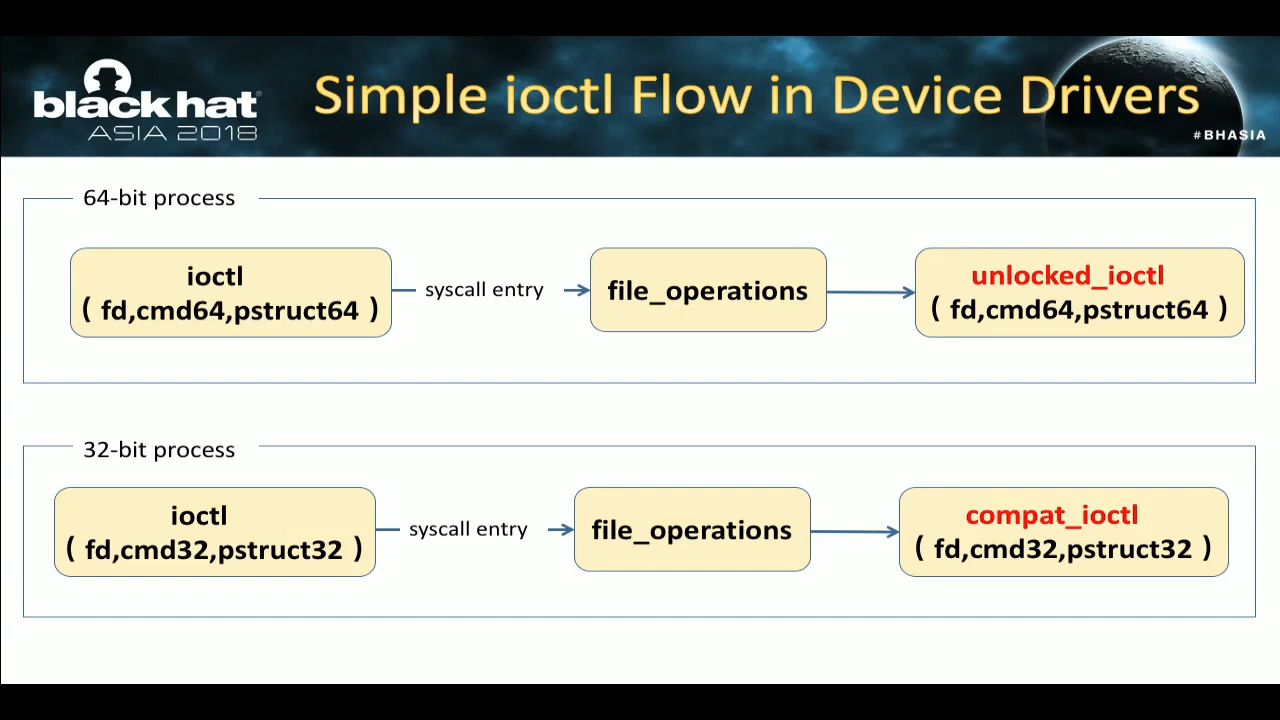 black hat
ASIA 2018
Simple ioctl Flow in Device Drivers
#BHASIA
64-bit process
ioctl
( fd,cmd64,pstruct64 )
syscall entry
file_operations
unlocked_ioctl
( fd,cmd64,pstruct64 )
32-bit process
ioctl
( fd,cmd32,pstruct32 )
syscall entry
file_operations
compat_ioctl
( fd,cmd32,pstruct32 )